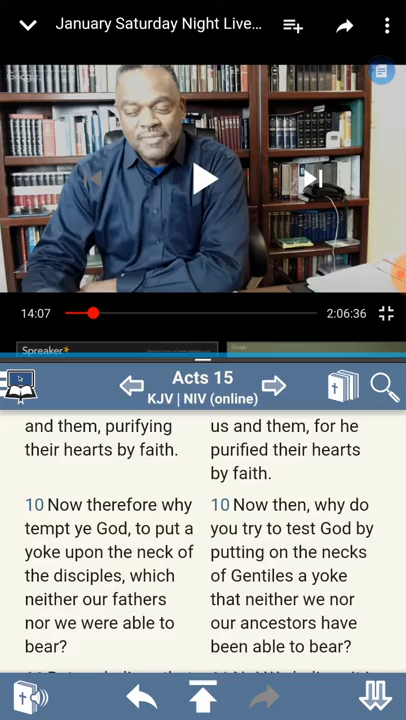 January Saturday Night Live...
Google
14:07
2:06:36
Spreaker
Google
Acts 15
KJV | NIV (online)
and them, purifying
their hearts by faith.
10 Now therefore why
tempt ye God, to put a
yoke upon the neck of
the disciples, which
neither our fathers
nor we were able to
bear?
us and them, for he
purified their hearts
by faith.
10 Now then, why do
you try to test God by
putting on the necks
of Gentiles a yoke
that neither we nor
our ancestors have
been able to bear?